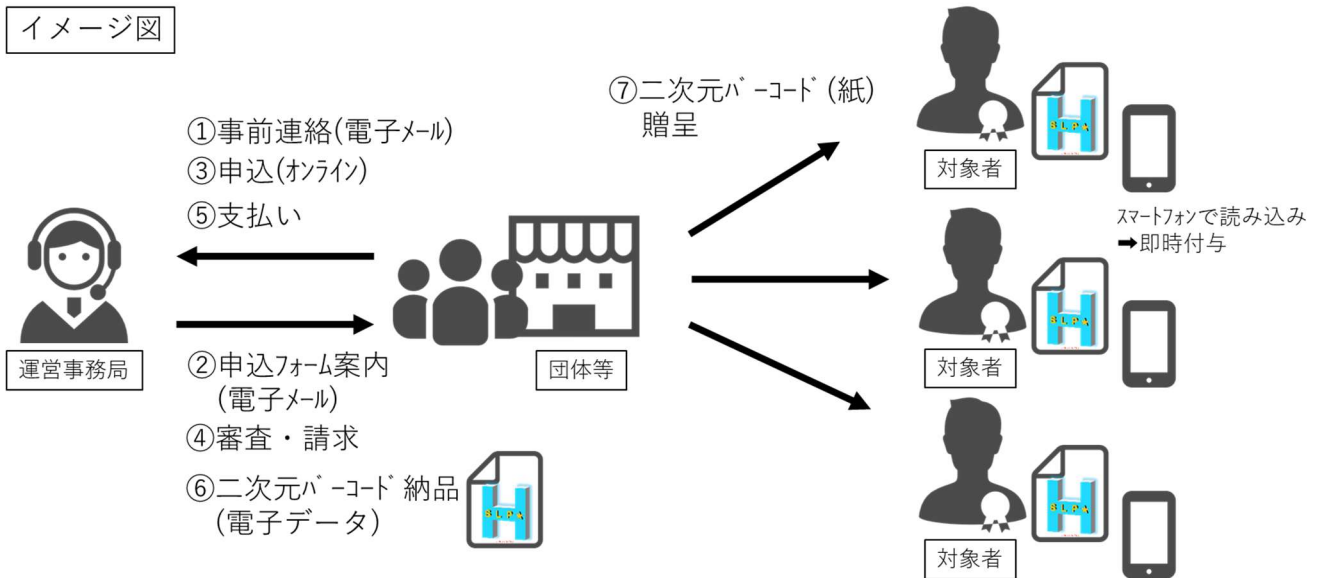 イメージ図
①事前連絡(電子メール)
③申込(オンライン)
⑤支払い
運営事務局
②申込フォーム案内
(電子メール)
④審査・請求
⑥二次元バーコード納品
(電子データ)
団体等
⑦二次元バーコード(紙)
贈呈
対象者
スマートフォンで読み込み
➡即時付与
対象者
対象者